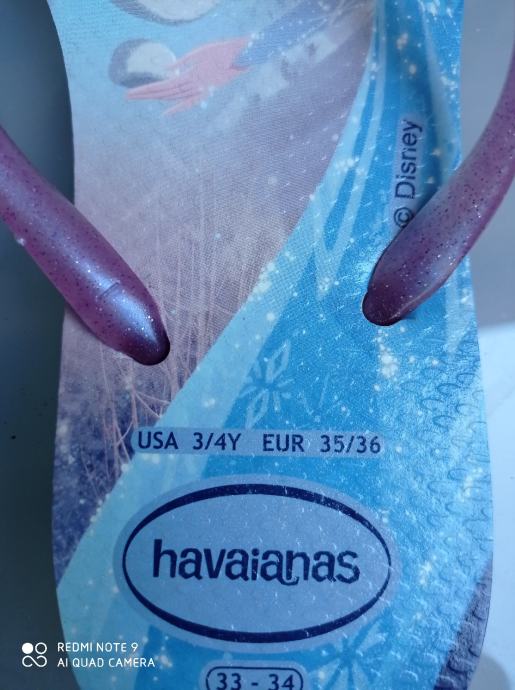 © Disney
USA 3/4Y EUR 35/36
havaianas
33 - 34
REDMI NOTE 9
AI QUAD CAMERA